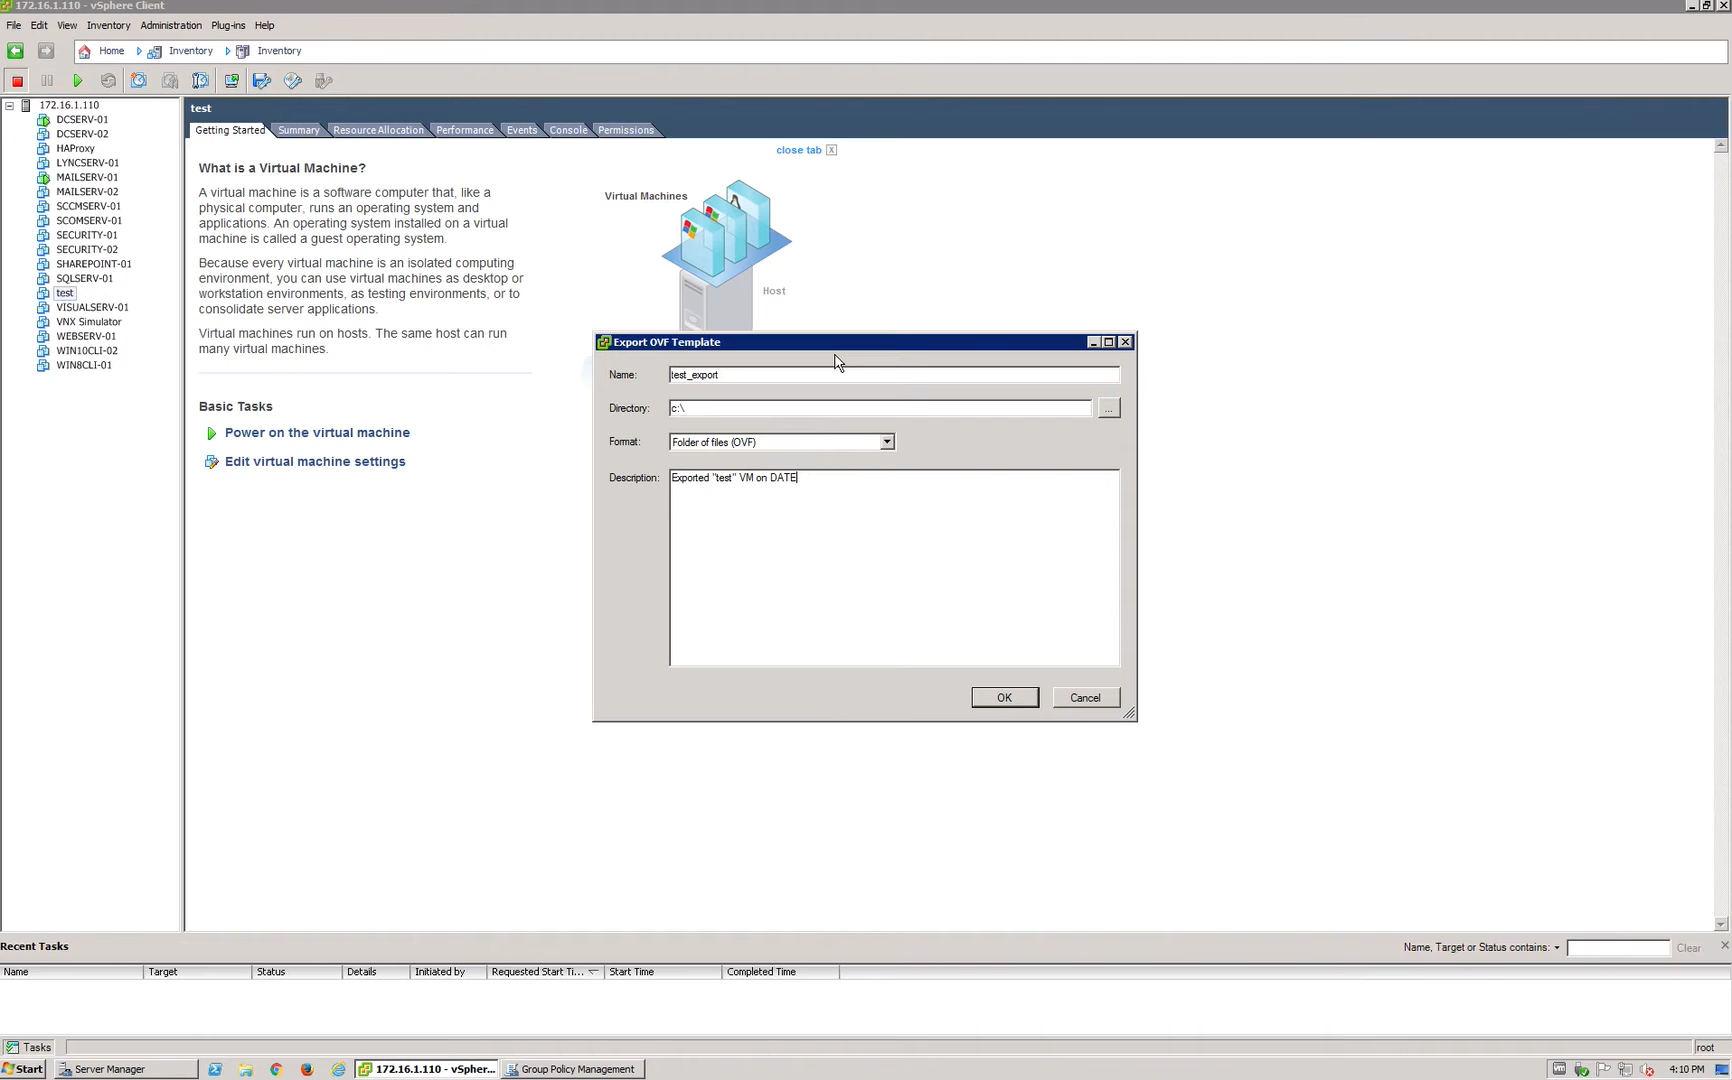 172.16.1.110 - vSphere Client
File Edit View Inventory Administration Plug-ins Help
Home Inventory Inventory
172.16.1.110
DCSERV-01
DCSERV-02
HAProxy
LYNCSERV-01
MAILSERV-01
MAILSERV-02
SCCMSERV-01
SCOMSERV-01
SECURITY-01
SECURITY-02
SHAREPOINT-01
SQLSERV-01
test
VISUALSERV-01
VNX Simulator
WEBSERV-01
WIN10CLI-02
WIN8CLI-01
test
Getting Started Summary Resource Allocation Performance Events Console Permissions
close tab X
What is a Virtual Machine?
A virtual machine is a software computer that, like a
physical computer, runs an operating system and
applications. An operating system installed on a virtual
machine is called a guest operating system.
Because every virtual machine is an isolated computing
environment, you can use virtual machines as desktop or
workstation environments, as testing environments, or to
consolidate server applications.
Virtual machines run on hosts. The same host can run
many virtual machines.
Basic Tasks
Power on the virtual machine
Edit virtual machine settings
Virtual Machines
Host
Export OVF Template
Name: test_export
Directory: c:\ ...
Format: Folder of files (OVF)
Description: Exported "test" VM on DATE
OK Cancel
Recent Tasks
Name, Target or Status contains: Clear
Name Target Status Details Initiated by Requested Start Ti... Start Time Completed Time
Tasks root
Start Server Manager 172.16.1.110 - vSpher... Group Policy Management 4:10 PM